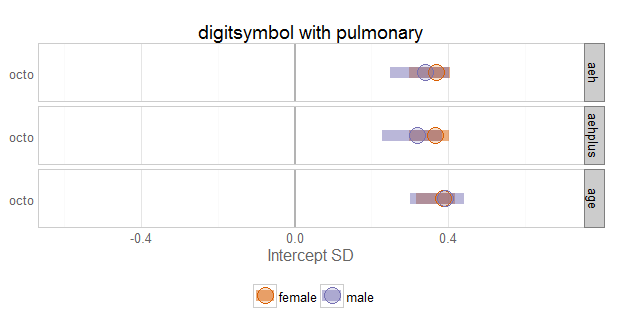 digitsymbol with pulmonary
octo
aeh
octo
aehplus
octo
age
-0.4 0.0 0.4
Intercept SD
female male